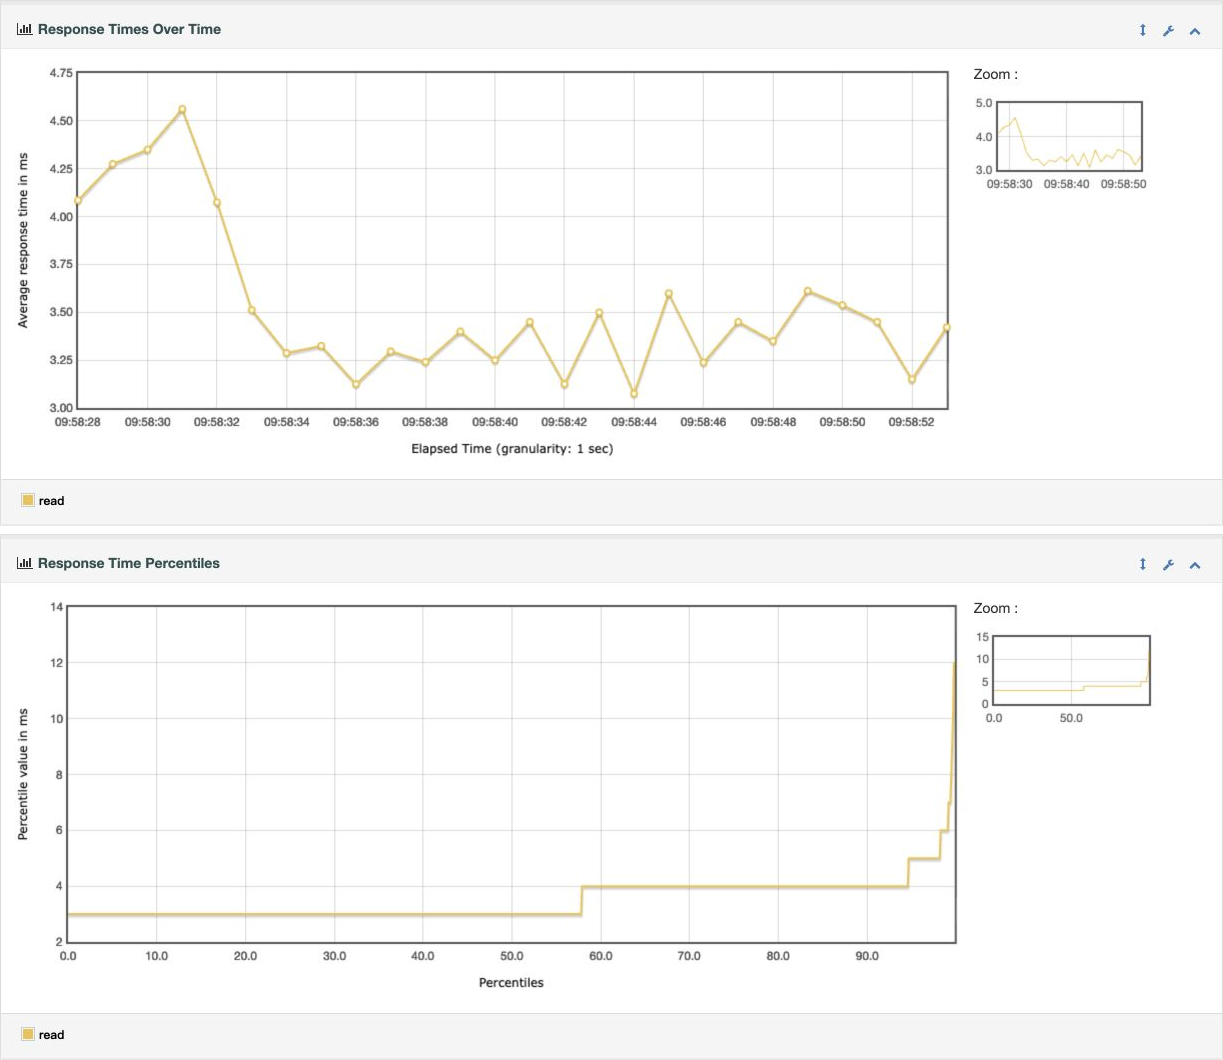 Response Times Over Time
Zoom :
4.75
4.50
4.25
4.00
3.75
3.50
3.25
3.00
Average response time in ms
09:58:28 09:58:30 09:58:32 09:58:34 09:58:36 09:58:38 09:58:40 09:58:42 09:58:44 09:58:46 09:58:48 09:58:50 09:58:52
Elapsed Time (granularity: 1 sec)
5.0
4.0
3.0
09:58:30 09:58:40 09:58:50
read
Response Time Percentiles
Zoom :
14
12
10
8
6
4
2
Percentile value in ms
0.0 10.0 20.0 30.0 40.0 50.0 60.0 70.0 80.0 90.0
Percentiles
15
10
5
0
0.0 50.0
read